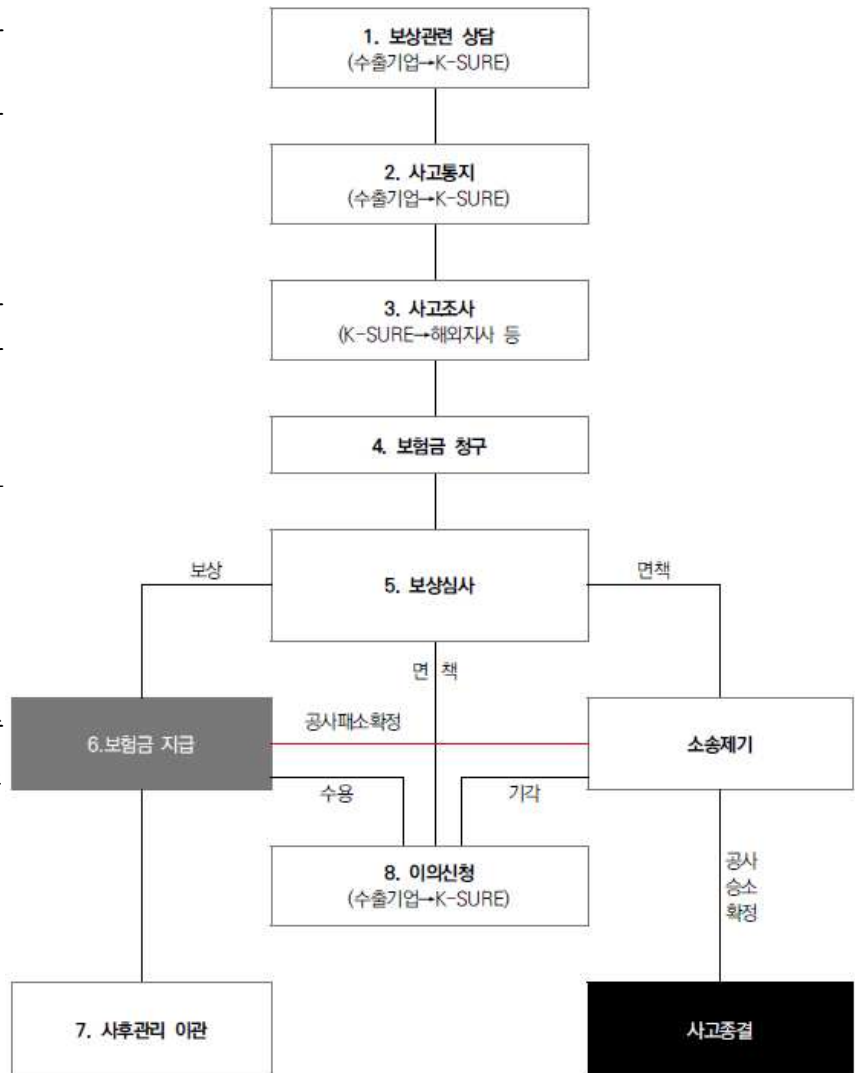 1. 보상관련 상담
(수출기업→K-SURE)
2. 사고통지
(수출기업→K-SURE)
3. 사고조사
(K-SURE→해외지사 등
4. 보험금 청구
보상
5. 보상심사
면책
면 책
6.보험금 지급
공사패소확정
소송제기
수용
기각
8. 이의신청
(수출기업→K-SURE)
공사
승소
확정
7. 사후관리 이관
사고종결